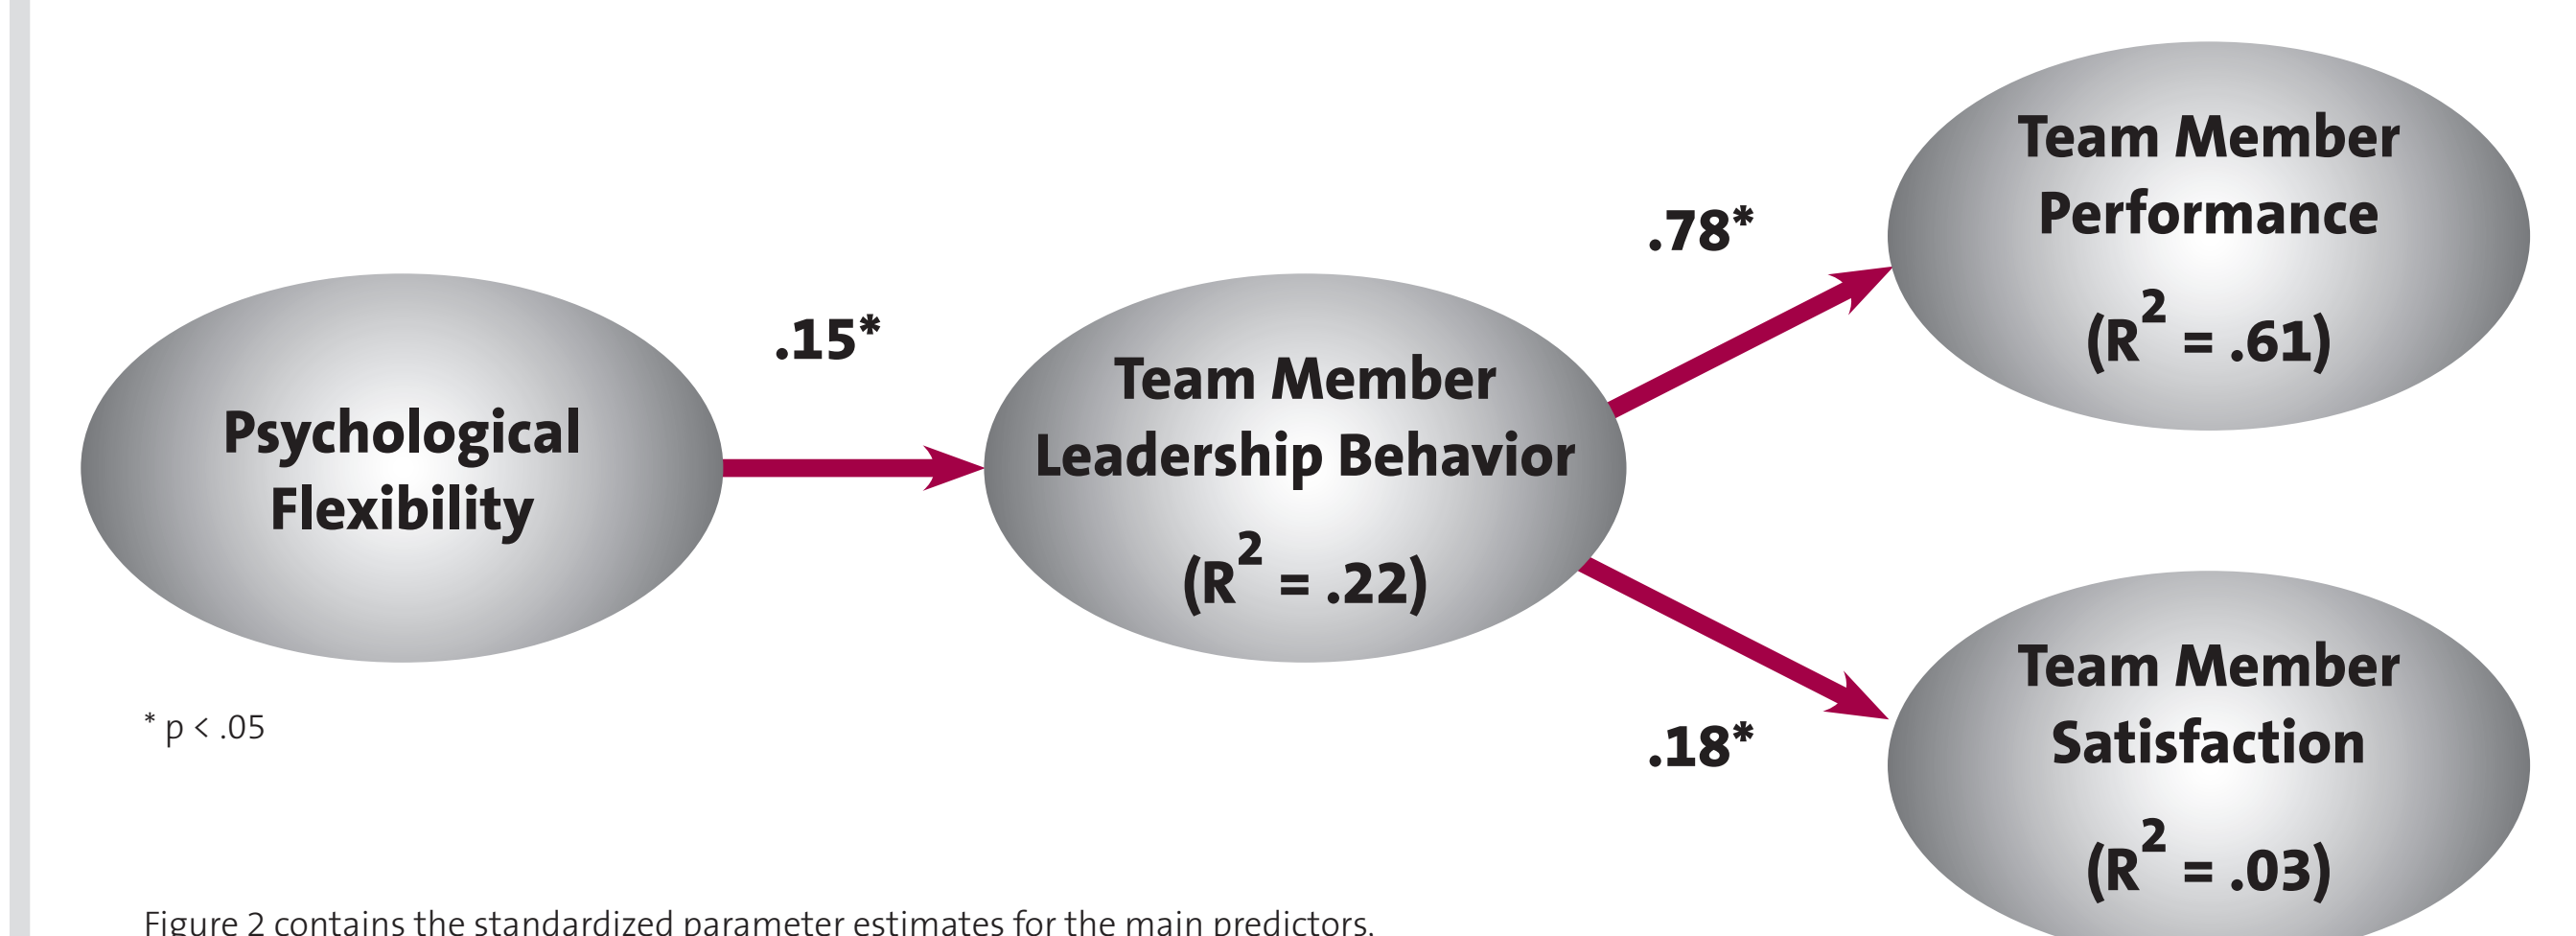 Team Member
Performance
(R² = .61)
.78*
.15*
Psychological
Flexibility
Team Member
Leadership Behavior
(R² = .22)
.18*
Team Member
Satisfaction
(R² = .03)
* p < .05
Figure 2 contains the standardized parameter estimates for the main predictors.